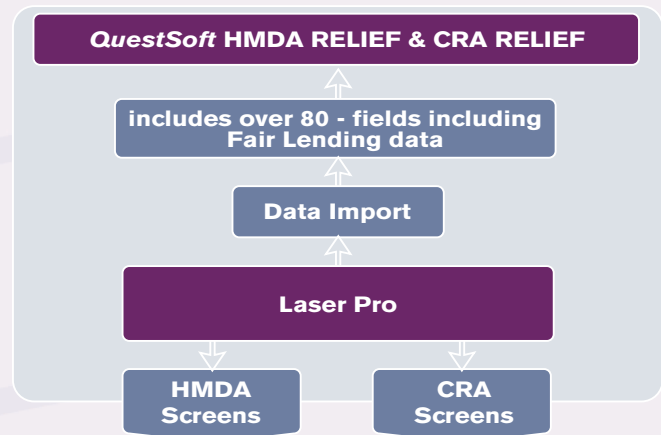 QuestSoft HMDA RELIEF & CRA RELIEF
includes over 80 - fields including
Fair Lending data
Data Import
Laser Pro
HMDA
Screens
CRA
Screens